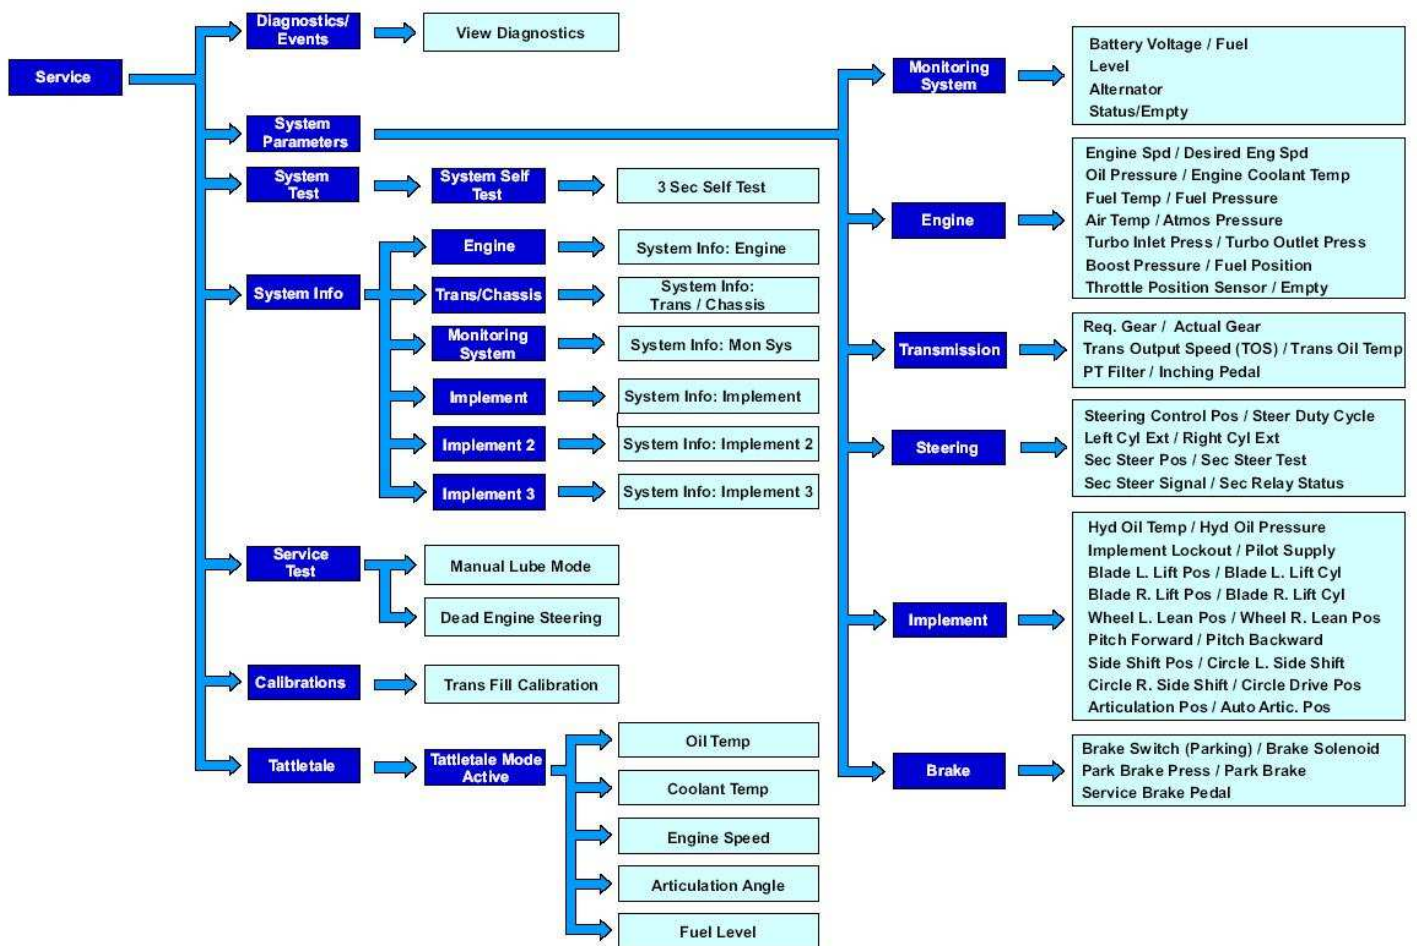 Service
Diagnostics/
Events
View Diagnostics
System
Parameters
System
Test
System Self
Test
3 Sec Self Test
System Info
Engine
System Info: Engine
Trans/Chassis
System Info:
Trans / Chassis
Monitoring
System
System Info: Mon Sys
Implement
System Info: Implement
Implement 2
System Info: Implement 2
Implement 3
System Info: Implement 3
Service
Test
Manual Lube Mode
Dead Engine Steering
Calibrations
Trans Fill Calibration
Tattletale
Tattletale Mode
Active
Oil Temp
Coolant Temp
Engine Speed
Articulation Angle
Fuel Level
Monitoring
System
Battery Voltage / Fuel
Level
Alternator
Status/Empty
Engine
Engine Spd / Desired Eng Spd
Oil Pressure / Engine Coolant Temp
Fuel Temp / Fuel Pressure
Air Temp / Atmos Pressure
Turbo Inlet Press / Turbo Outlet Press
Boost Pressure / Fuel Position
Throttle Position Sensor / Empty
Transmission
Req. Gear / Actual Gear
Trans Output Speed (TOS) / Trans Oil Temp
PT Filter / Inching Pedal
Steering
Steering Control Pos / Steer Duty Cycle
Left Cyl Ext / Right Cyl Ext
Sec Steer Pos / Sec Steer Test
Sec Steer Signal / Sec Relay Status
Implement
Hyd Oil Temp / Hyd Oil Pressure
Implement Lockout / Pilot Supply
Blade L. Lift Pos / Blade L. Lift Cyl
Blade R. Lift Pos / Blade R. Lift Cyl
Wheel L. Lean Pos / Wheel R. Lean Pos
Pitch Forward / Pitch Backward
Side Shift Pos / Circle L. Side Shift
Circle R. Side Shift / Circle Drive Pos
Articulation Pos / Auto Artic. Pos
Brake
Brake Switch (Parking) / Brake Solenoid
Park Brake Press / Park Brake
Service Brake Pedal